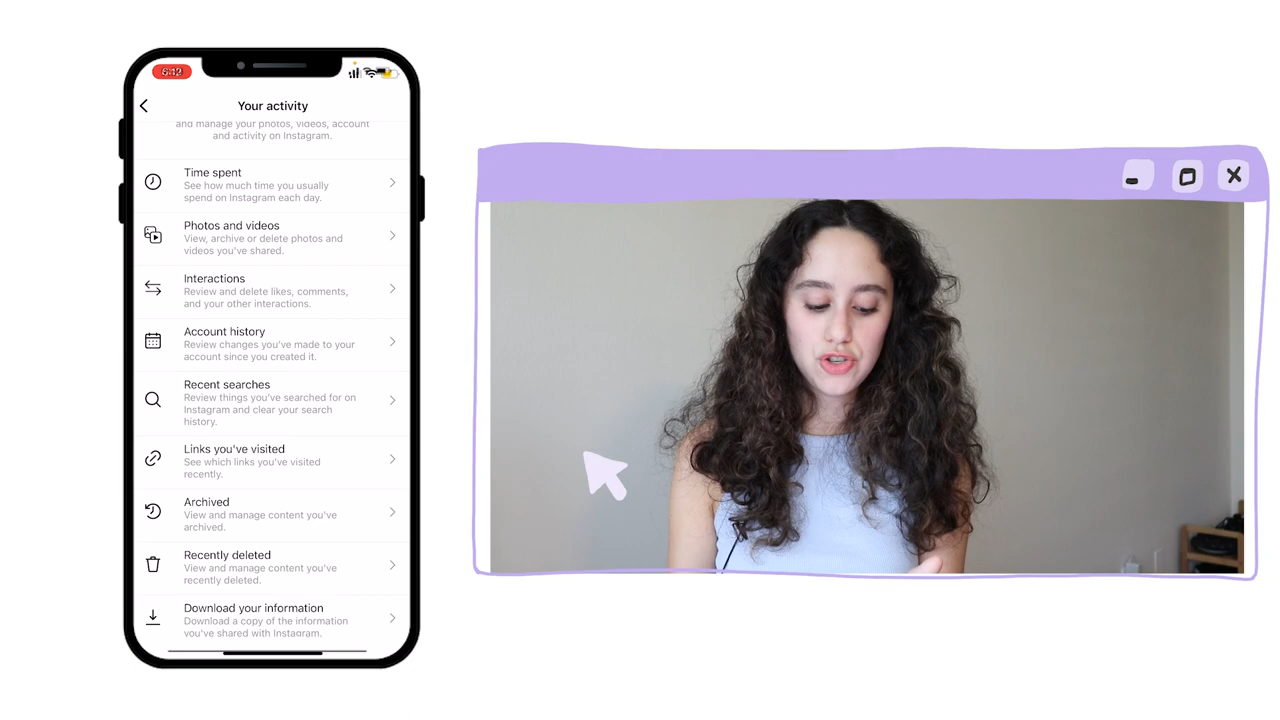 6:19
Your activity
and manage your photos, videos, account
and activity on Instagram.
Time spent
See how much time you usually
spend on Instagram each day.
Photos and videos
View, archive or delete photos and
videos you've shared.
Interactions
Review and delete likes, comments,
and your other interactions.
Account history
Review changes you've made to your
account since you created it.
Recent searches
Review things you've searched for on
Instagram and clear your search
history.
Links you've visited
See which links you've visited
recently.
Archived
View and manage content you've
archived.
Recently deleted
View and manage content you've
recently deleted.
Download your information
Download a copy of the information
you've shared with Instagram.